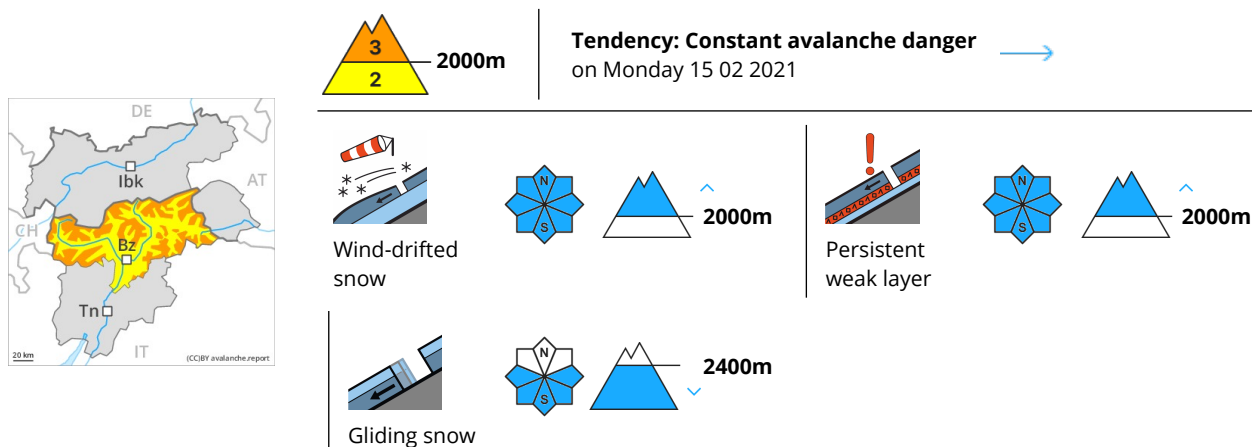 3
2
2000m
Tendency: Constant avalanche danger
on Monday 15 02 2021
DE
Ibk
AT
CH
Bz
Tn
IT
20 km
(CC)BY avalanche.report
Wind-drifted
snow
N
S
2000m
Persistent
weak layer
N
S
2000m
Gliding snow
N
S
2400m